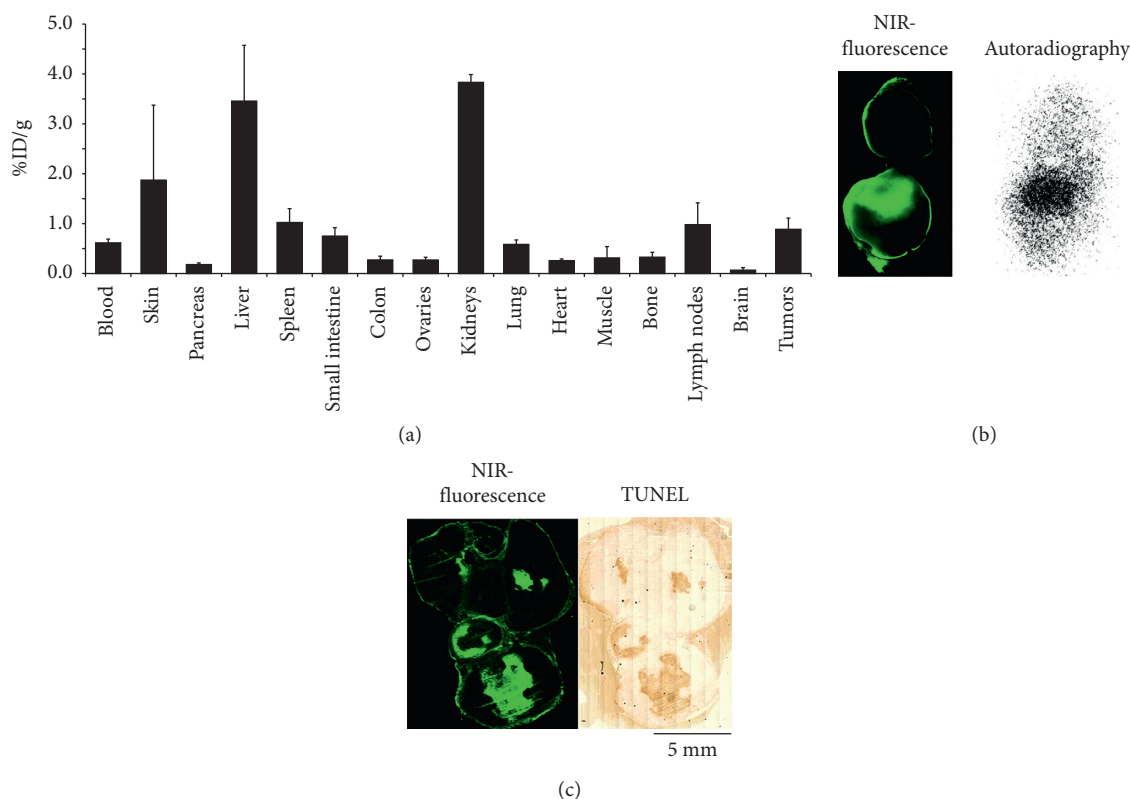 5.0
4.0
3.0
2.0
1.0
0.0
%ID/g
Blood
Skin
Pancreas
Liver
Spleen
Small intestine
Colon
Ovaries
Kidneys
Lung
Heart
Muscle
Bone
Lymph nodes
Brain
Tumors
(a)
NIR-
fluorescence
Autoradiography
(b)
NIR-
fluorescence
TUNEL
5 mm
(c)